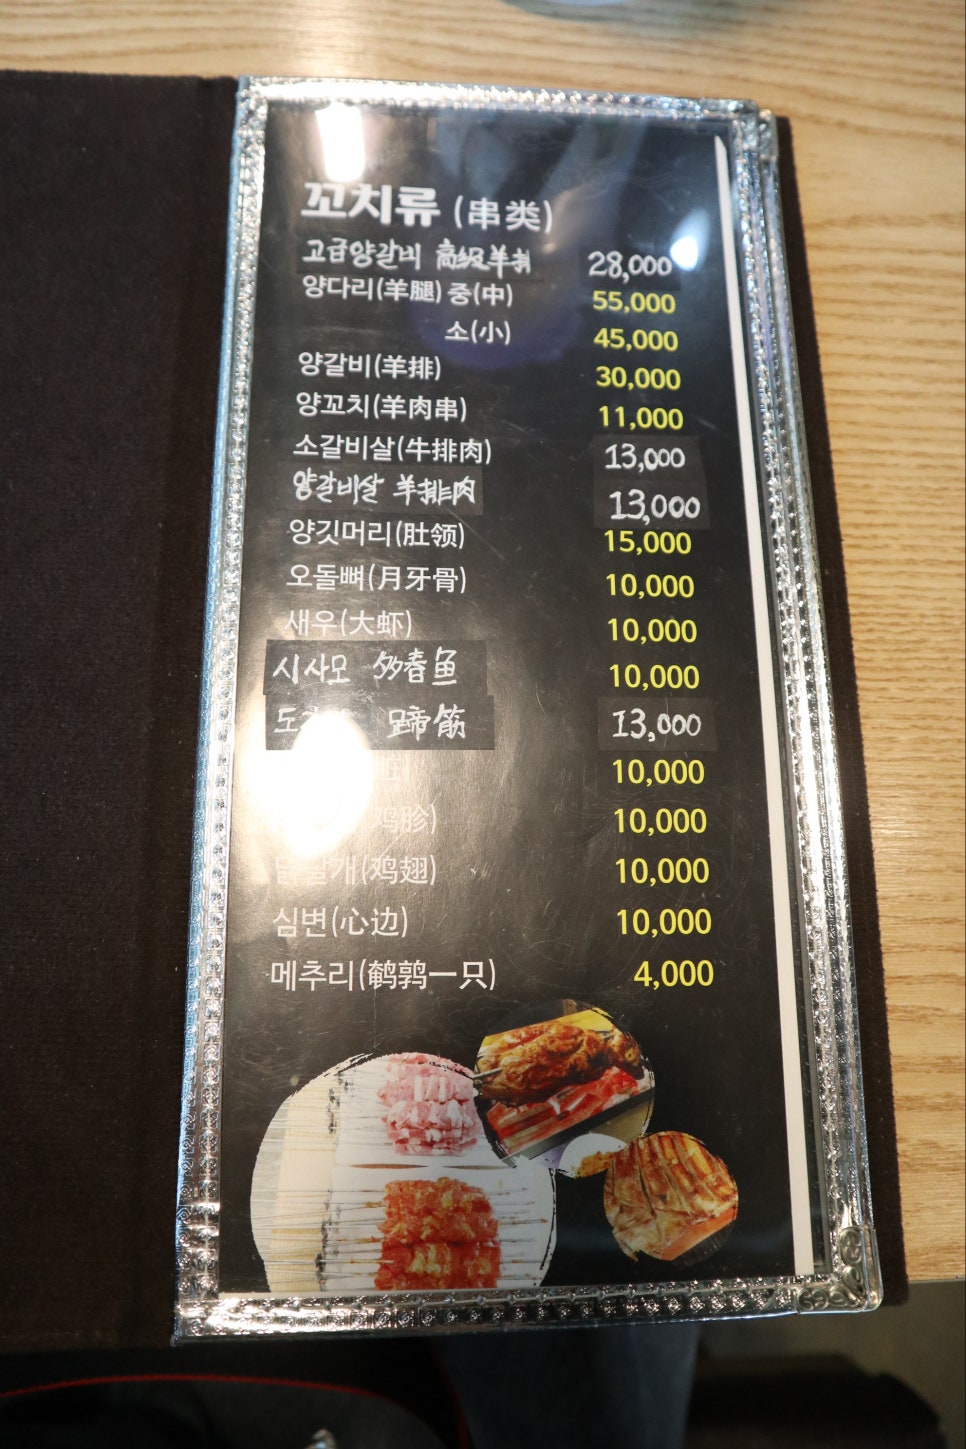 꼬치류 (串类)
고급양갈비 高级羊排 28,000
양다리(羊腿) 중(中) 55,000
소(小) 45,000
양갈비(羊排) 30,000
양꼬치(羊肉串) 11,000
소갈비살(牛排肉) 13,000
양갈비살 羊排肉 13,000
양깃머리(肚领) 15,000
오돌뼈(月牙骨) 10,000
새우(大虾) 10,000
시사모 多春鱼 10,000
蹄筋 13,000
10,000
鸡胗) 10,000
(鸡翅) 10,000
심변(心边) 10,000
메추리(鹌鹑一只) 4,000